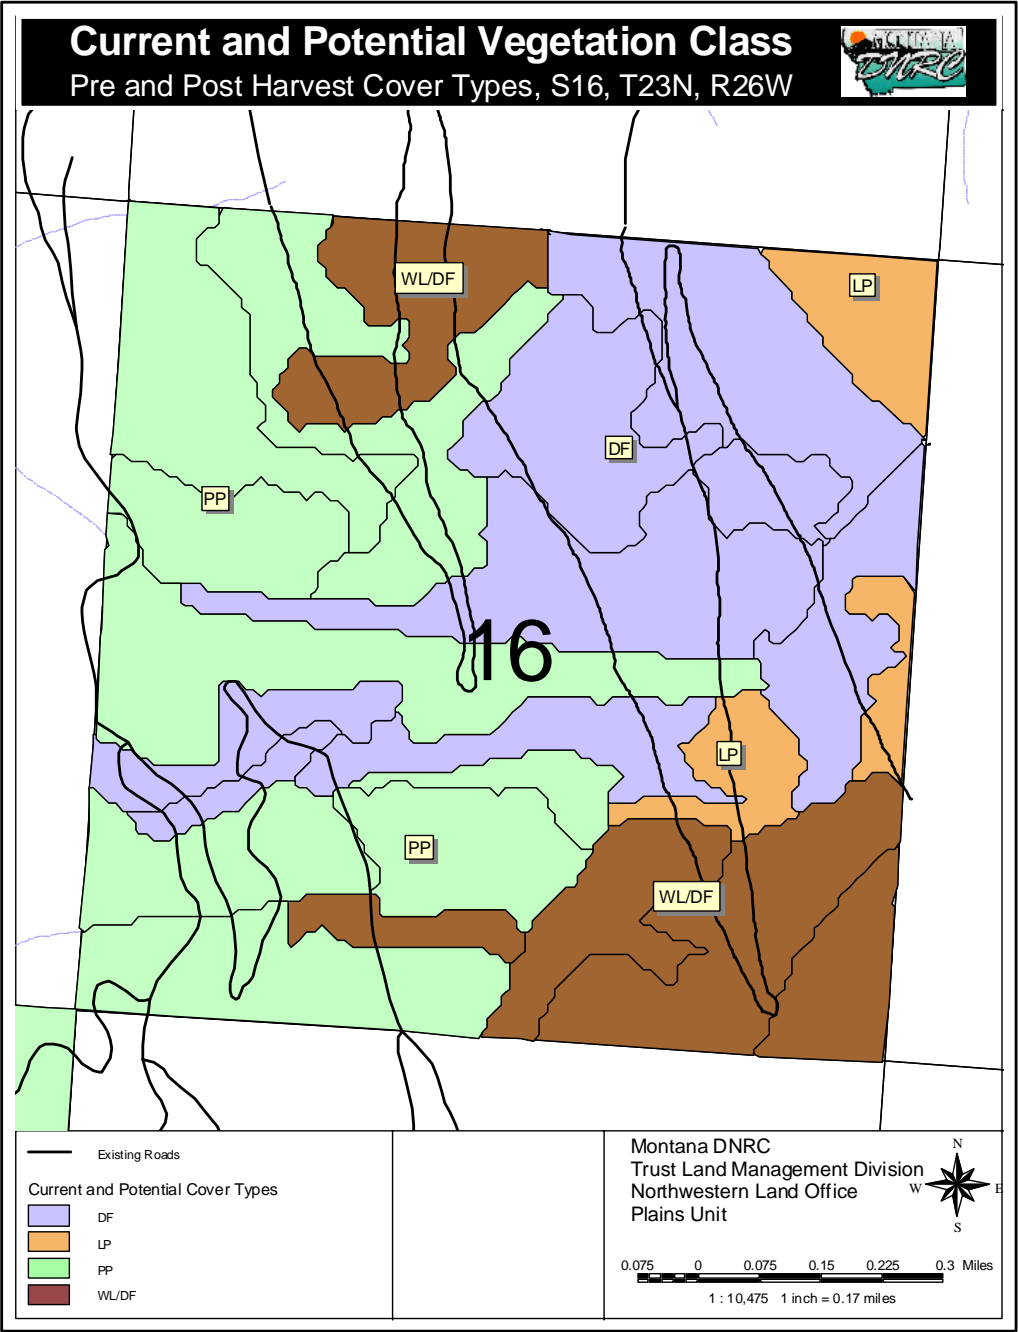 Current and Potential Vegetation Class
Pre and Post Harvest Cover Types, S16, T23N, R26W
MONTANA
DNRC
WL/DF
LP
DF
PP
16
LP
PP
WL/DF
Existing Roads
Current and Potential Cover Types
DF
LP
PP
WL/DF
Montana DNRC
Trust Land Management Division
Northwestern Land Office
Plains Unit
N
W
E
S
0.075 0 0.075 0.15 0.225 0.3 Miles
1 : 10,475 1 inch = 0.17 miles